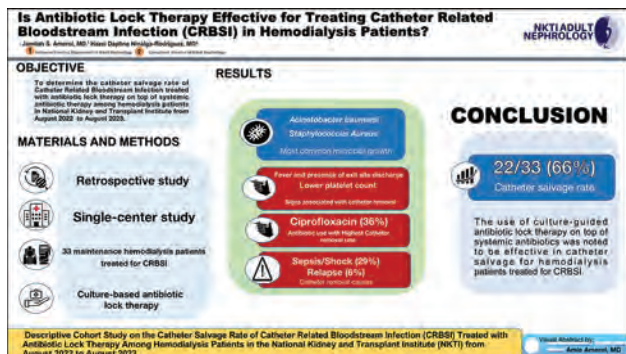 Is Antibiotic Lock Therapy Effective for Treating Catheter Related
Bloodstream Infection (CRBSI) in Hemodialysis Patients?
NKTI ADULT
NEPHROLOGY
OBJECTIVE
To determine the catheter salvage rate of
Catheter Related Bloodstream Infection treated
with antibiotic lock therapy on top of systemic
antibiotic therapy among hemodialysis patients
in National Kidney and Transplant Institute from
August 2022 to August 2023.
MATERIALS AND METHODS
Retrospective study
Single-center study
33 maintenance hemodialysis patients
treated for CRBSI
Culture-based antibiotic
lock therapy
RESULTS
Staphylococcus Aureus
Most common microbial growth
Fever and presence of exit site discharge
Lower platelet count
Signs associated with catheter removal
Ciprofloxacin (36%)
Antibiotic use with Highest Catheter
removal rate
Sepsis/Shock (29%)
Relapse (6%)
Catheter removal causes
CONCLUSION
22/33 (66%)
Catheter salvage rate
The use of culture-guided
antibiotic lock therapy on top of
systemic antibiotics was noted
to be effective in catheter
salvage for hemodialysis
patients treated for CRBSI.
Descriptive Cohort Study on the Catheter Salvage Rate of Catheter Related Bloodstream Infection (CRBSI) Treated with
Antibiotic Lock Therapy Among Hemodialysis Patients in the National Kidney and Transplant Institute (NKTI) from
August 2022 to August 2023
Visual Abstract by: